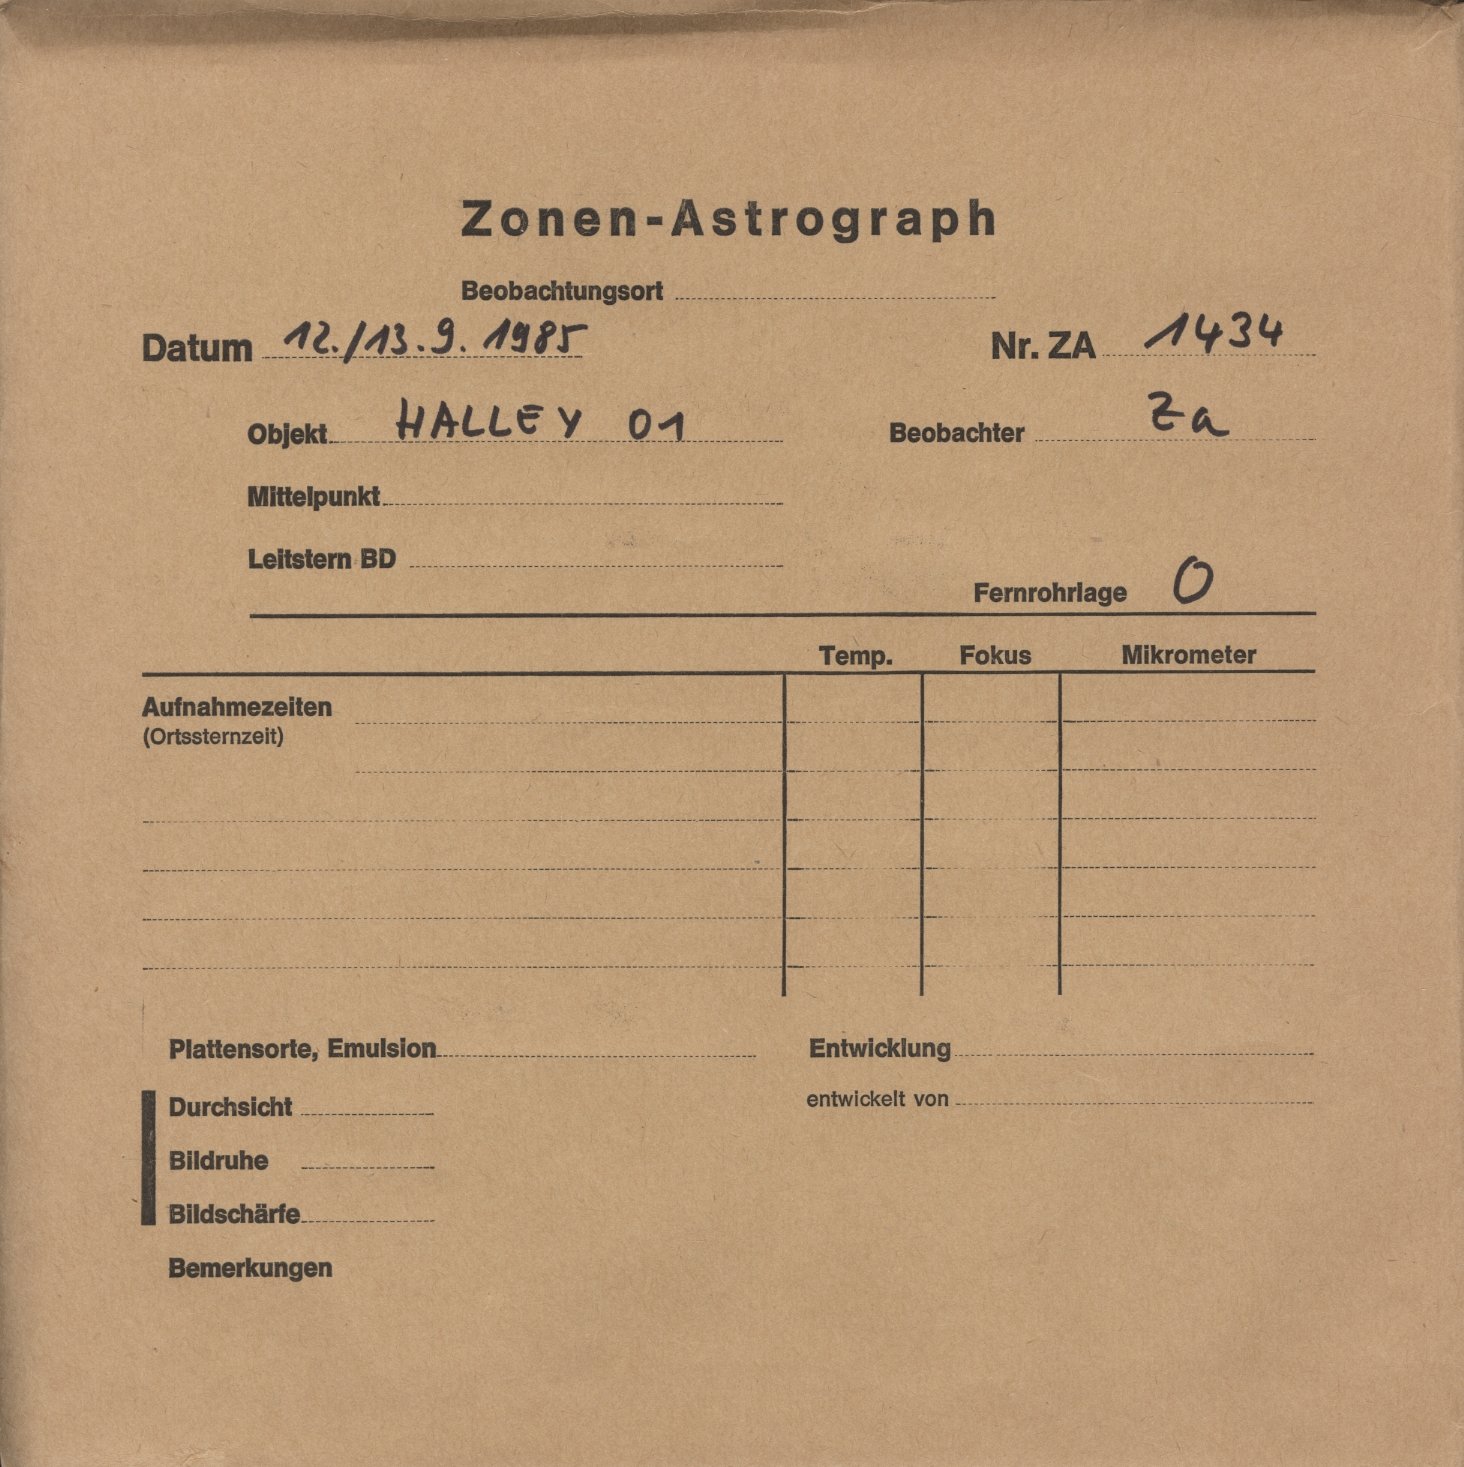 Zonen-Astrograph
Beobachtungsort
Datum 12./13.9.1985 Nr. ZA 1434
Objekt HALLEY 01 Beobachter Za
Mittelpunkt
Leitstern BD
Fernrohrlage O
Temp. Fokus Mikrometer
Aufnahmezeiten
(Ortssternzeit)
Plattensorte, Emulsion Entwicklung
Durchsicht entwickelt von
Bildruhe
Bildschärfe
Bemerkungen